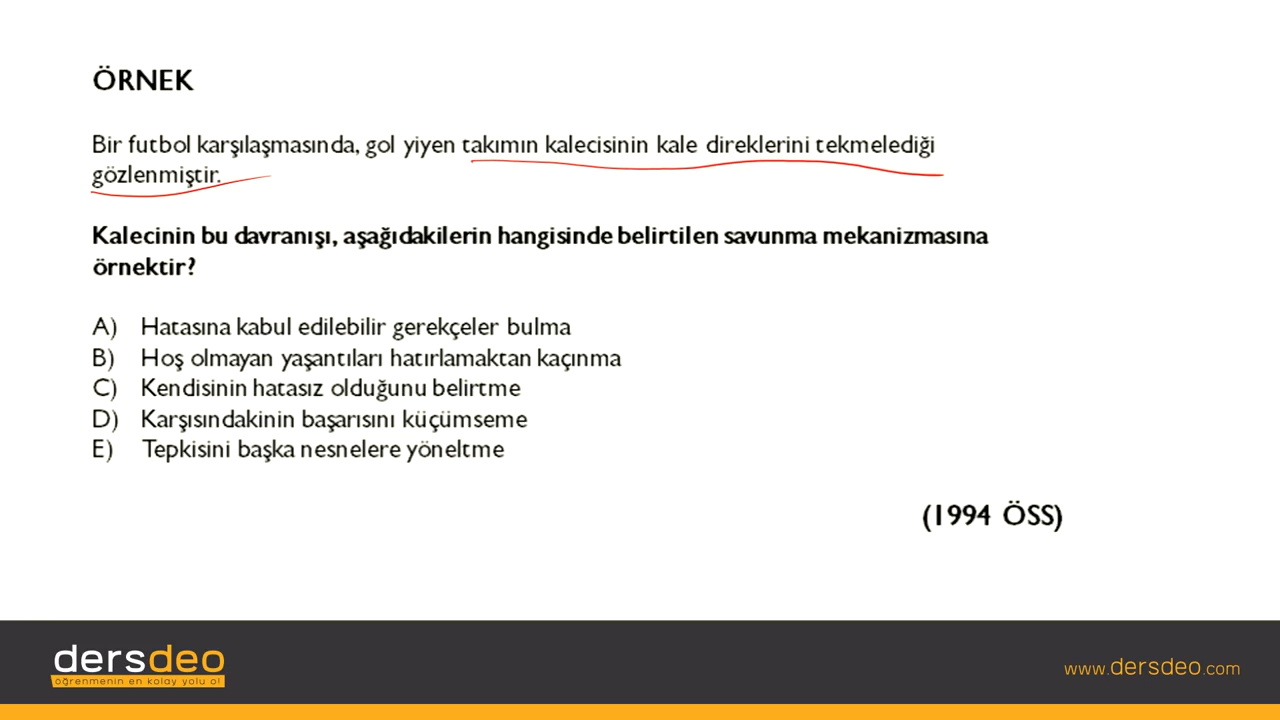 ÖRNEK
Bir futbol karşılaşmasında, gol yiyen takımın kalecisinin kale direklerini tekmelediği
gözlenmiştir.
Kalecinin bu davranışı, aşağıdakilerin hangisinde belirtilen savunma mekanizmasına
örnektir?
A) Hatasına kabul edilebilir gerekçeler bulma
B) Hoş olmayan yaşantıları hatırlamaktan kaçınma
C) Kendisinin hatasız olduğunu belirtme
D) Karşısındakinin başarısını küçümseme
E) Tepkisini başka nesnelere yöneltme
(1994 ÖSS)
dersdeo
öğrenmenin en kolay yolu o!
www.dersdeo.com